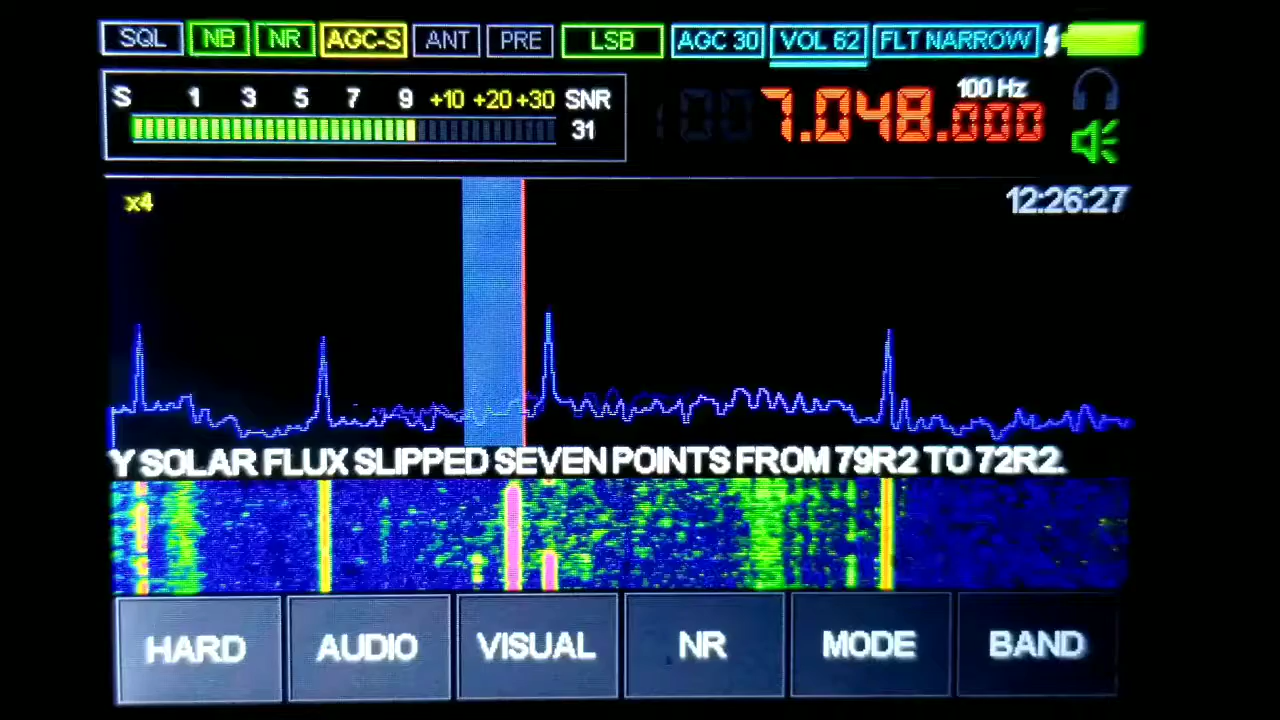 SQL NB NR AGC-S ANT PRE LSB AGC 30 VOL 62 FLT NARROW
S 1 3 5 7 9 +10 +20 +30 SNR
31
100 Hz
7.048.000
x4
12:26:27
Y SOLAR FLUX SLIPPED SEVEN POINTS FROM 79R2 TO 72R2.
HARD AUDIO VISUAL NR MODE BAND